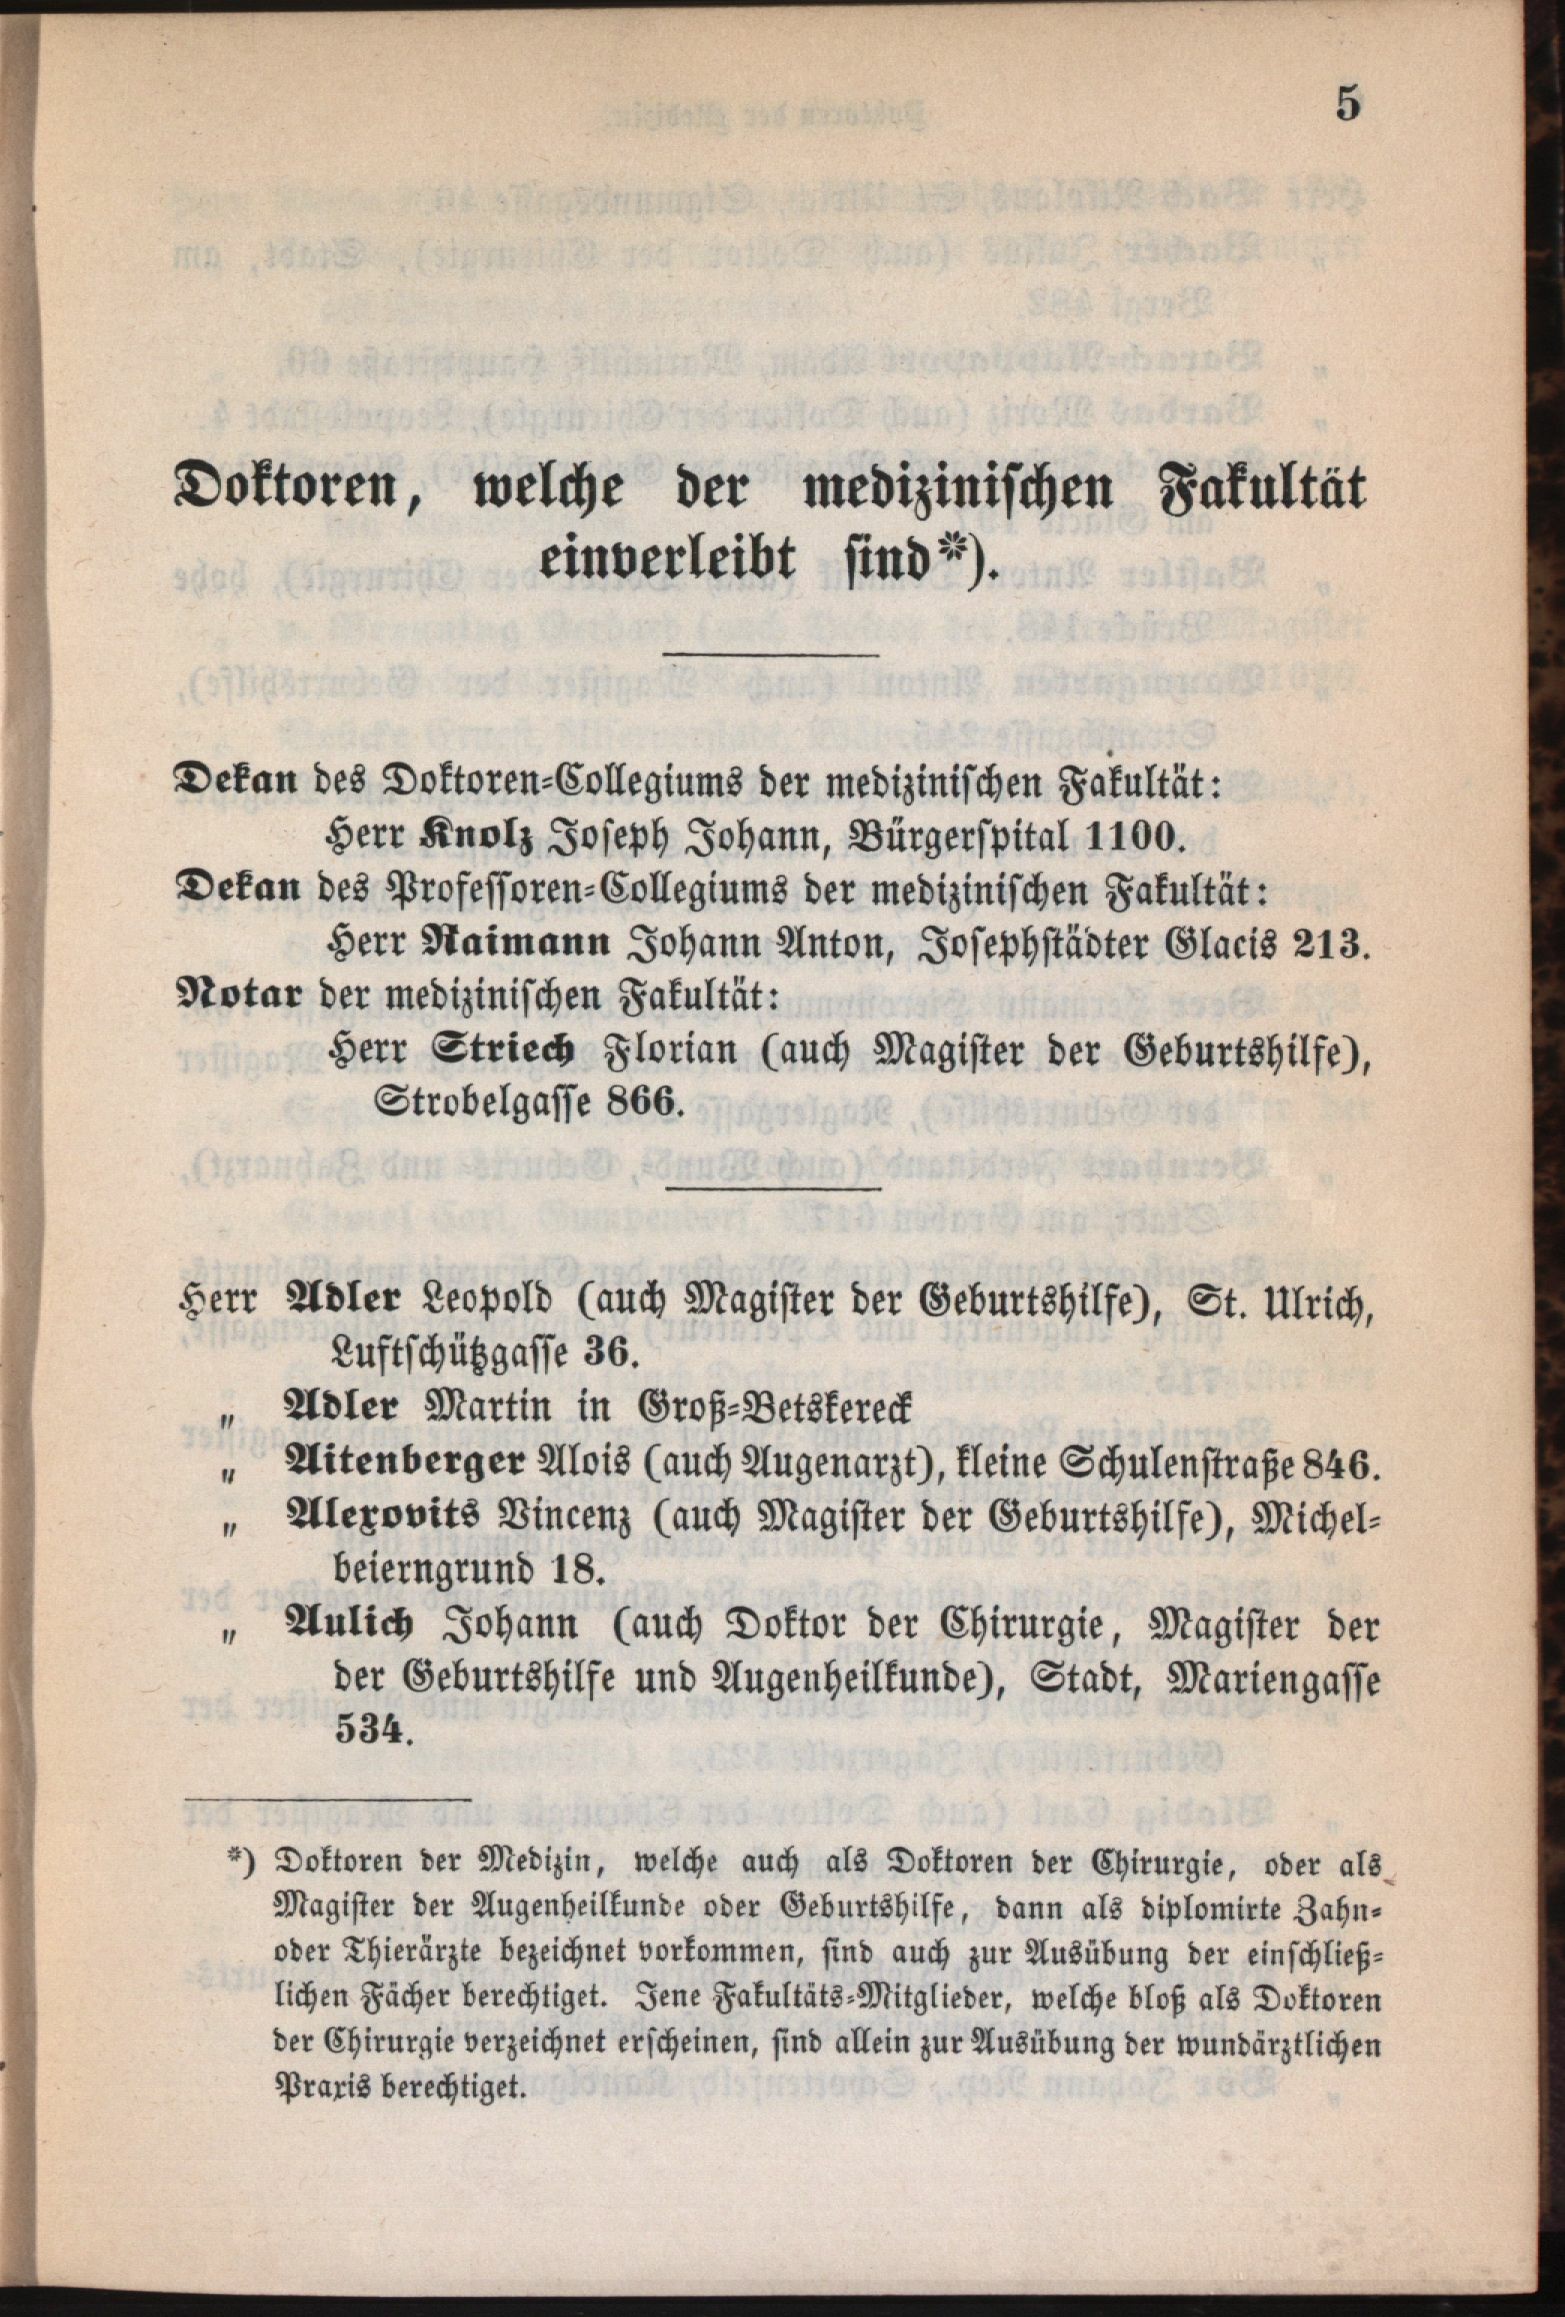 5
Doktoren, welche der medizinischen Fakultät
einverleibt sind*).
Dekan des Doktoren-Collegiums der medizinischen Fakultät:
Herr Knolz Joseph Johann, Bürgerspital 1100.
Dekan des Professoren-Collegiums der medizinischen Fakultät:
Herr Raimann Johann Anton, Josephstädter Glacis 213.
Notar der medizinischen Fakultät:
Herr Striech Florian (auch Magister der Geburtshilfe),
Strobelgasse 866.
Herr Adler Leopold (auch Magister der Geburtshilfe), St. Ulrich,
Luftschützgasse 36.
„ Adler Martin in Groß-Betskereck
„ Aitenberger Alois (auch Augenarzt), kleine Schulenstraße 846.
„ Alexovits Vincenz (auch Magister der Geburtshilfe), Michel-
beierngrund 18.
„ Aulich Johann (auch Doktor der Chirurgie, Magister der
der Geburtshilfe und Augenheilkunde), Stadt, Mariengasse
534.
*) Doktoren der Medizin, welche auch als Doktoren der Chirurgie, oder als
Magister der Augenheilkunde oder Geburtshilfe, dann als diplomirte Zahn-
oder Thierärzte bezeichnet vorkommen, sind auch zur Ausübung der einschließ-
lichen Fächer berechtiget. Jene Fakultäts-Mitglieder, welche bloß als Doktoren
der Chirurgie verzeichnet erscheinen, sind allein zur Ausübung der wundärztlichen
Praxis berechtiget.